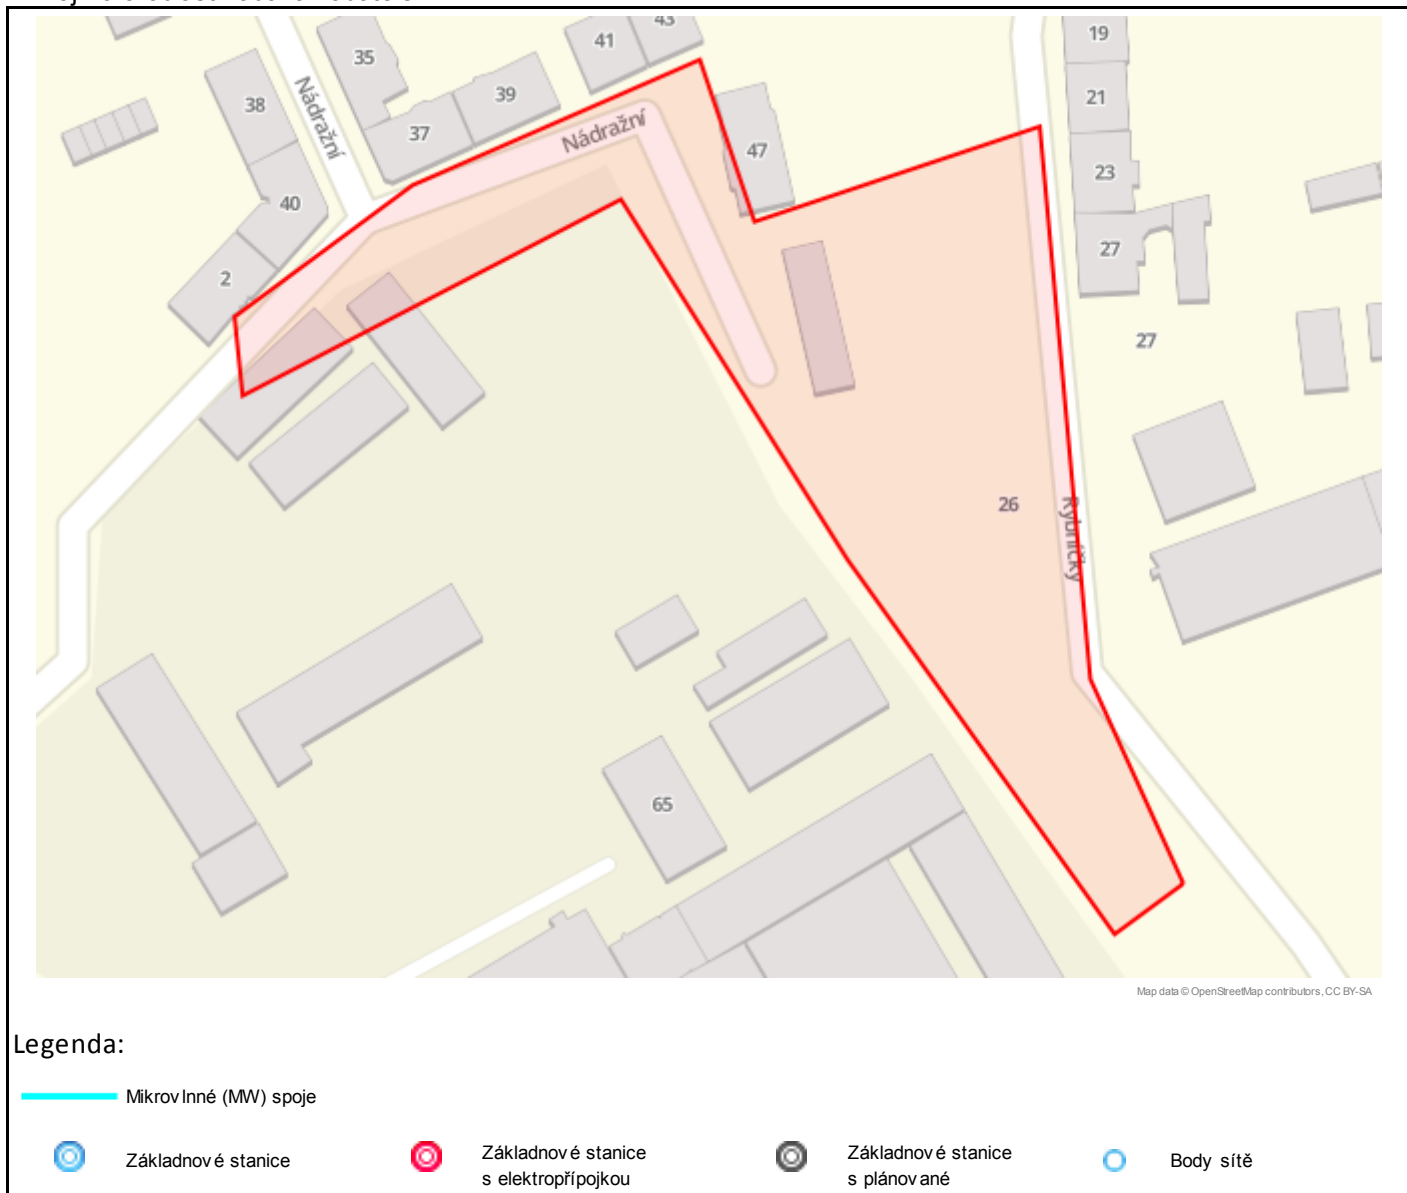 43
41
19
35
39
21
38
37
Nádražní
Nádražní
47
23
40
27
2
27
26
Rybníčky
65
Map data © OpenStreetMap contributors, CC BY-SA
Legenda:
Mikrovlnné (MW) spoje
Základnové stanice
Základnové stanice
s elektropřípojkou
Základnové stanice
s plánované
Body sítě